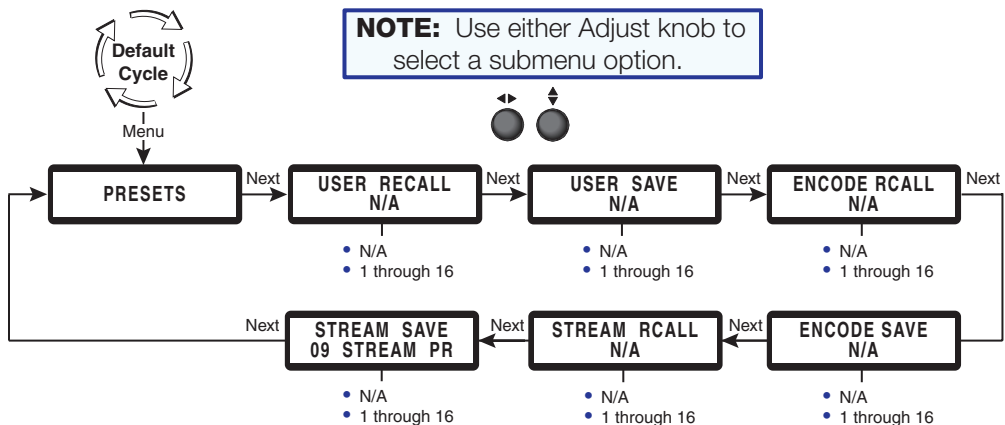 Default
Cycle
Menu
NOTE: Use either Adjust knob to
select a submenu option.
PRESETS
Next
USER RECALL
N/A
Next
USER SAVE
N/A
Next
ENCODE RCALL
N/A
Next
• N/A
• 1 through 16
• N/A
• 1 through 16
• N/A
• 1 through 16
Next
STREAM SAVE
09 STREAM PR
Next
STREAM RCALL
N/A
Next
ENCODE SAVE
N/A
• N/A
• 1 through 16
• N/A
• 1 through 16
• N/A
• 1 through 16